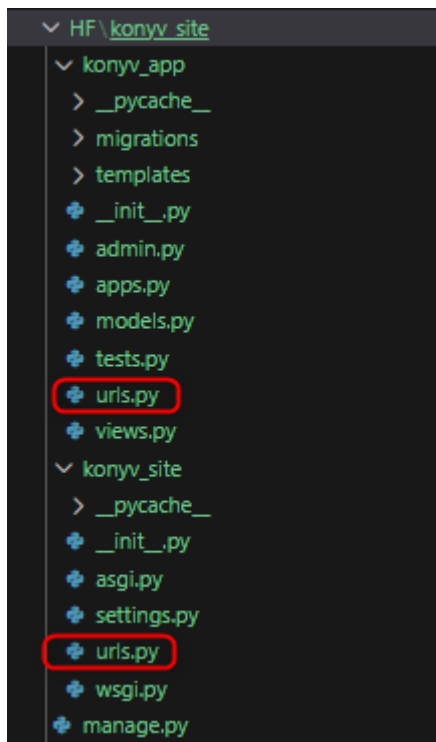 HF\konyv_site
konyv_app
__pycache__
migrations
templates
__init__.py
admin.py
apps.py
models.py
tests.py
urls.py
views.py
konyv_site
__pycache__
__init__.py
asgi.py
settings.py
urls.py
wsgi.py
manage.py